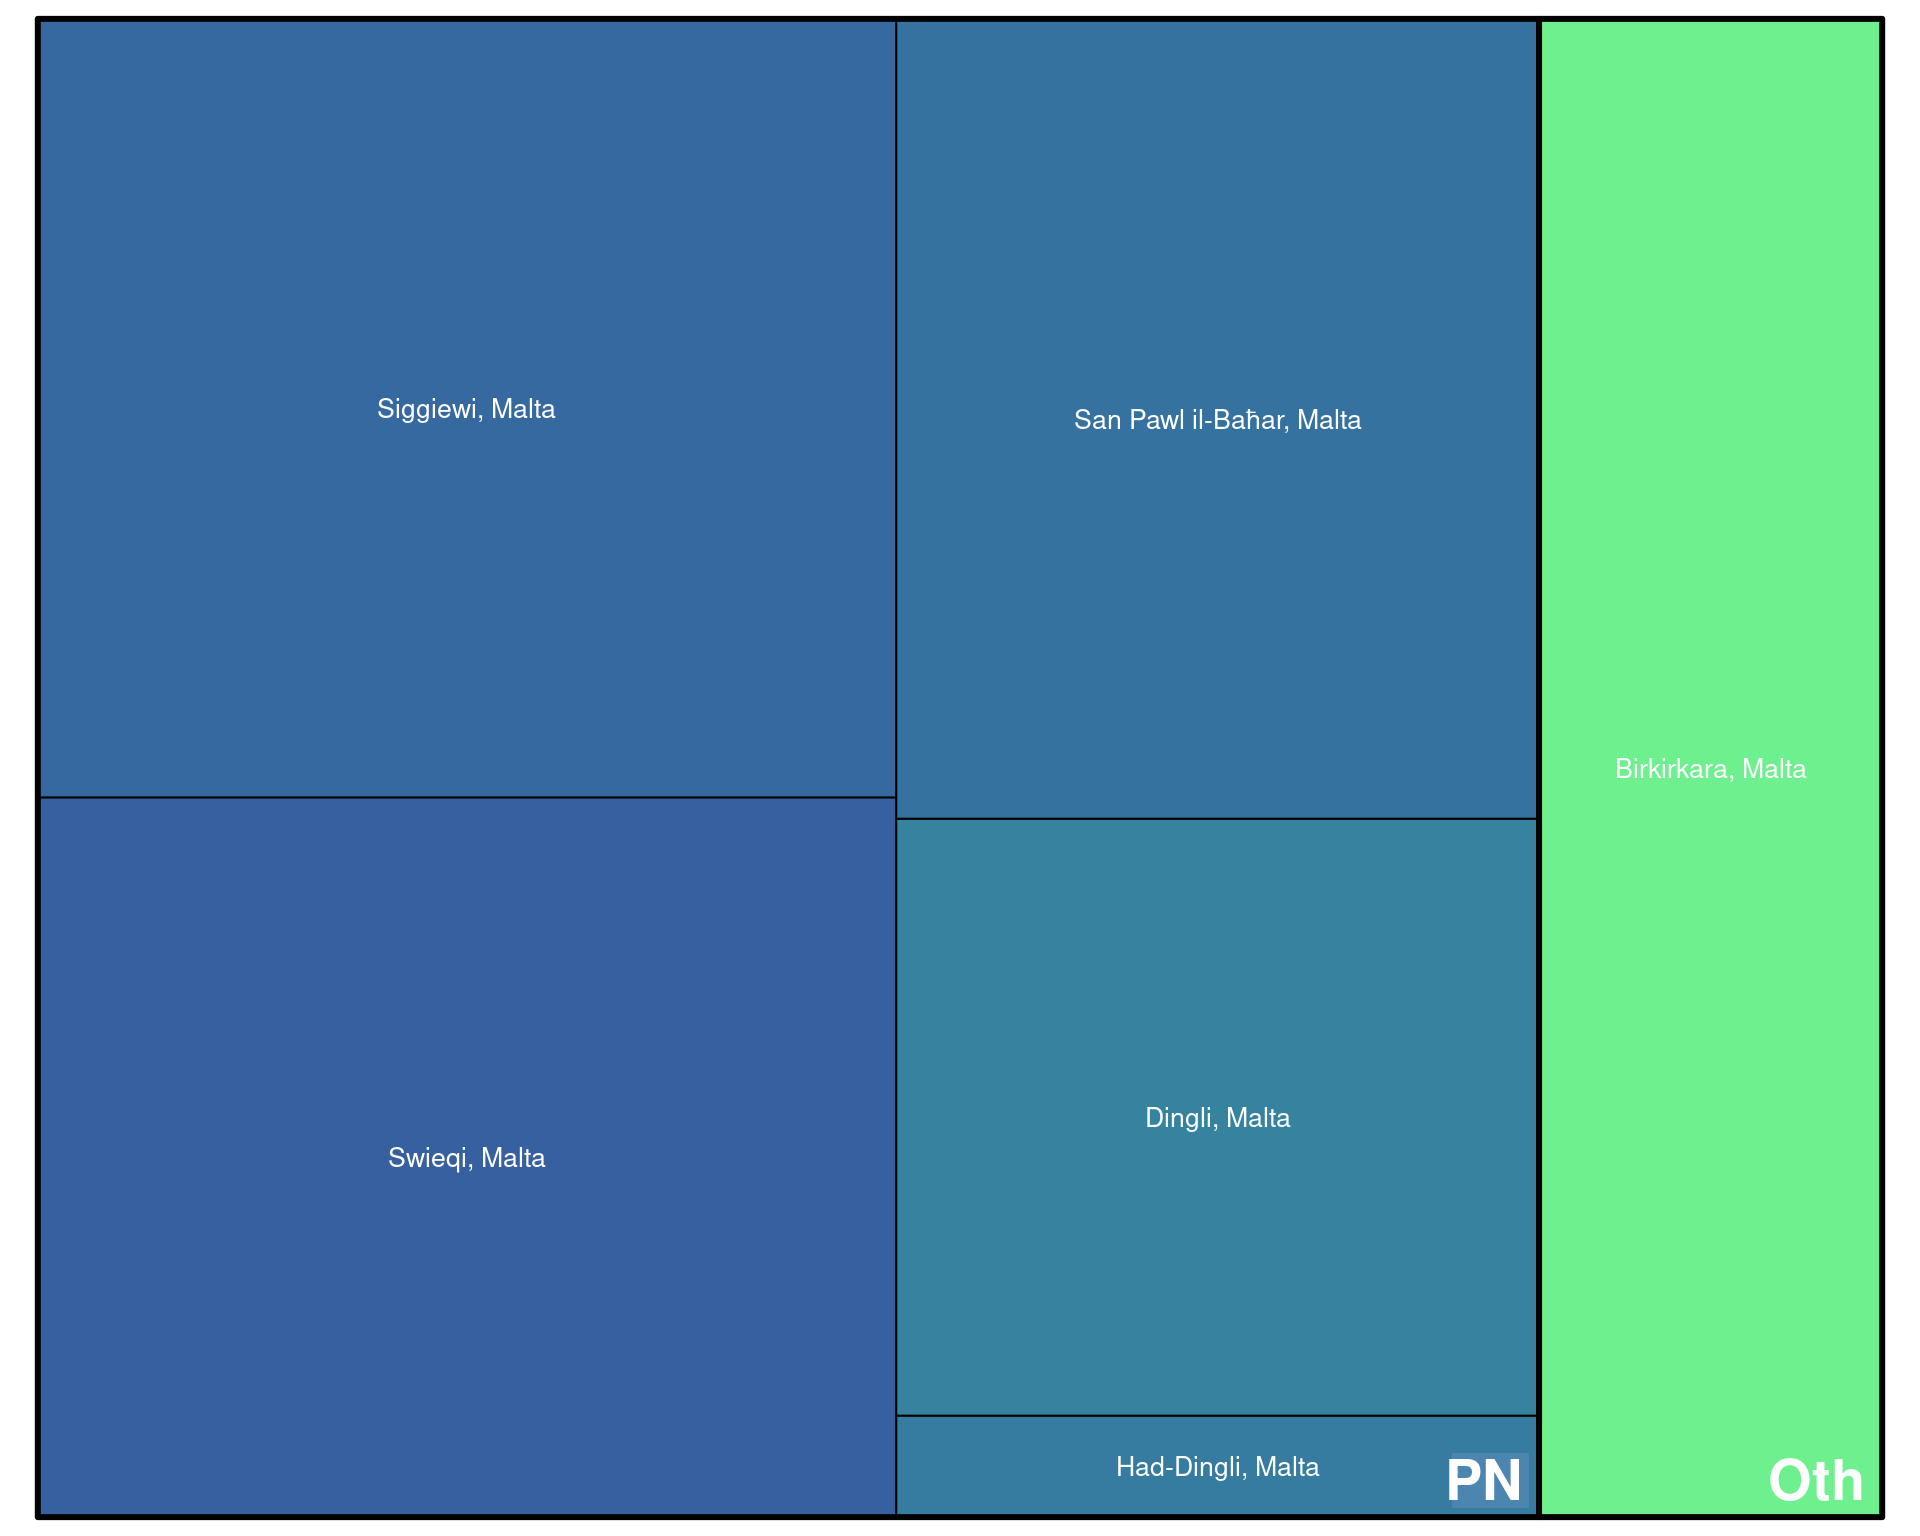 Siggiewi, Malta
San Pawl il-Baħar, Malta
Birkirkara, Malta
Swieqi, Malta
Dingli, Malta
Had-Dingli, Malta
PN
Oth